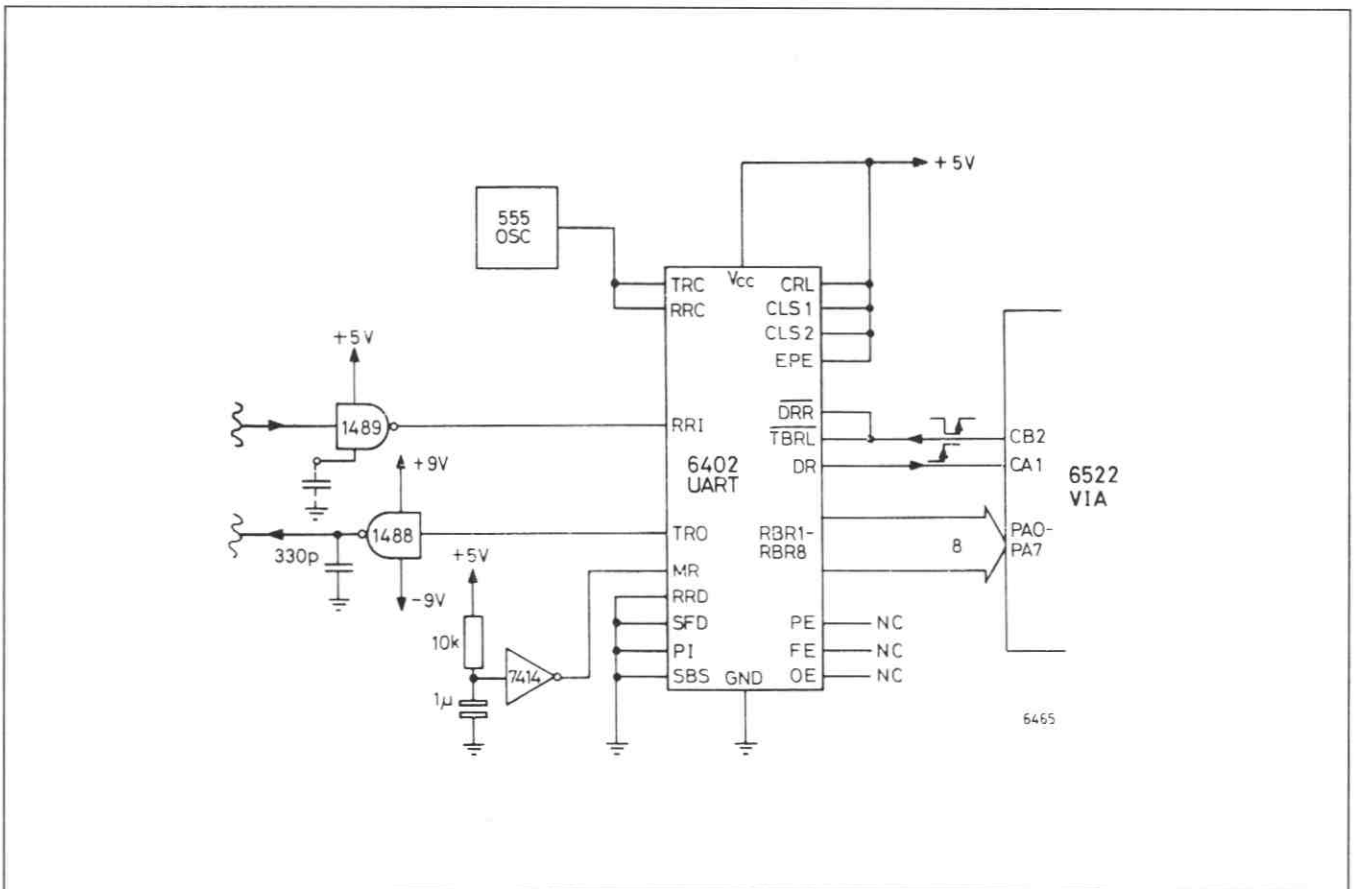 +5V
555
OSC
TRC
RRC
Vcc
CRL
CLS1
CLS2
EPE
+5V
1489
RRI
DRR
TBRL
DR
CB2
CA1
6522
VIA
+9V
6402
UART
1488
330p
-9V
TRO
RBR1-
RBR8
8
PA0-
PA7
+5V
MR
RRD
SFD
PI
SBS
10k
7414
1µ
GND
PE
FE
OE
NC
NC
NC
6465